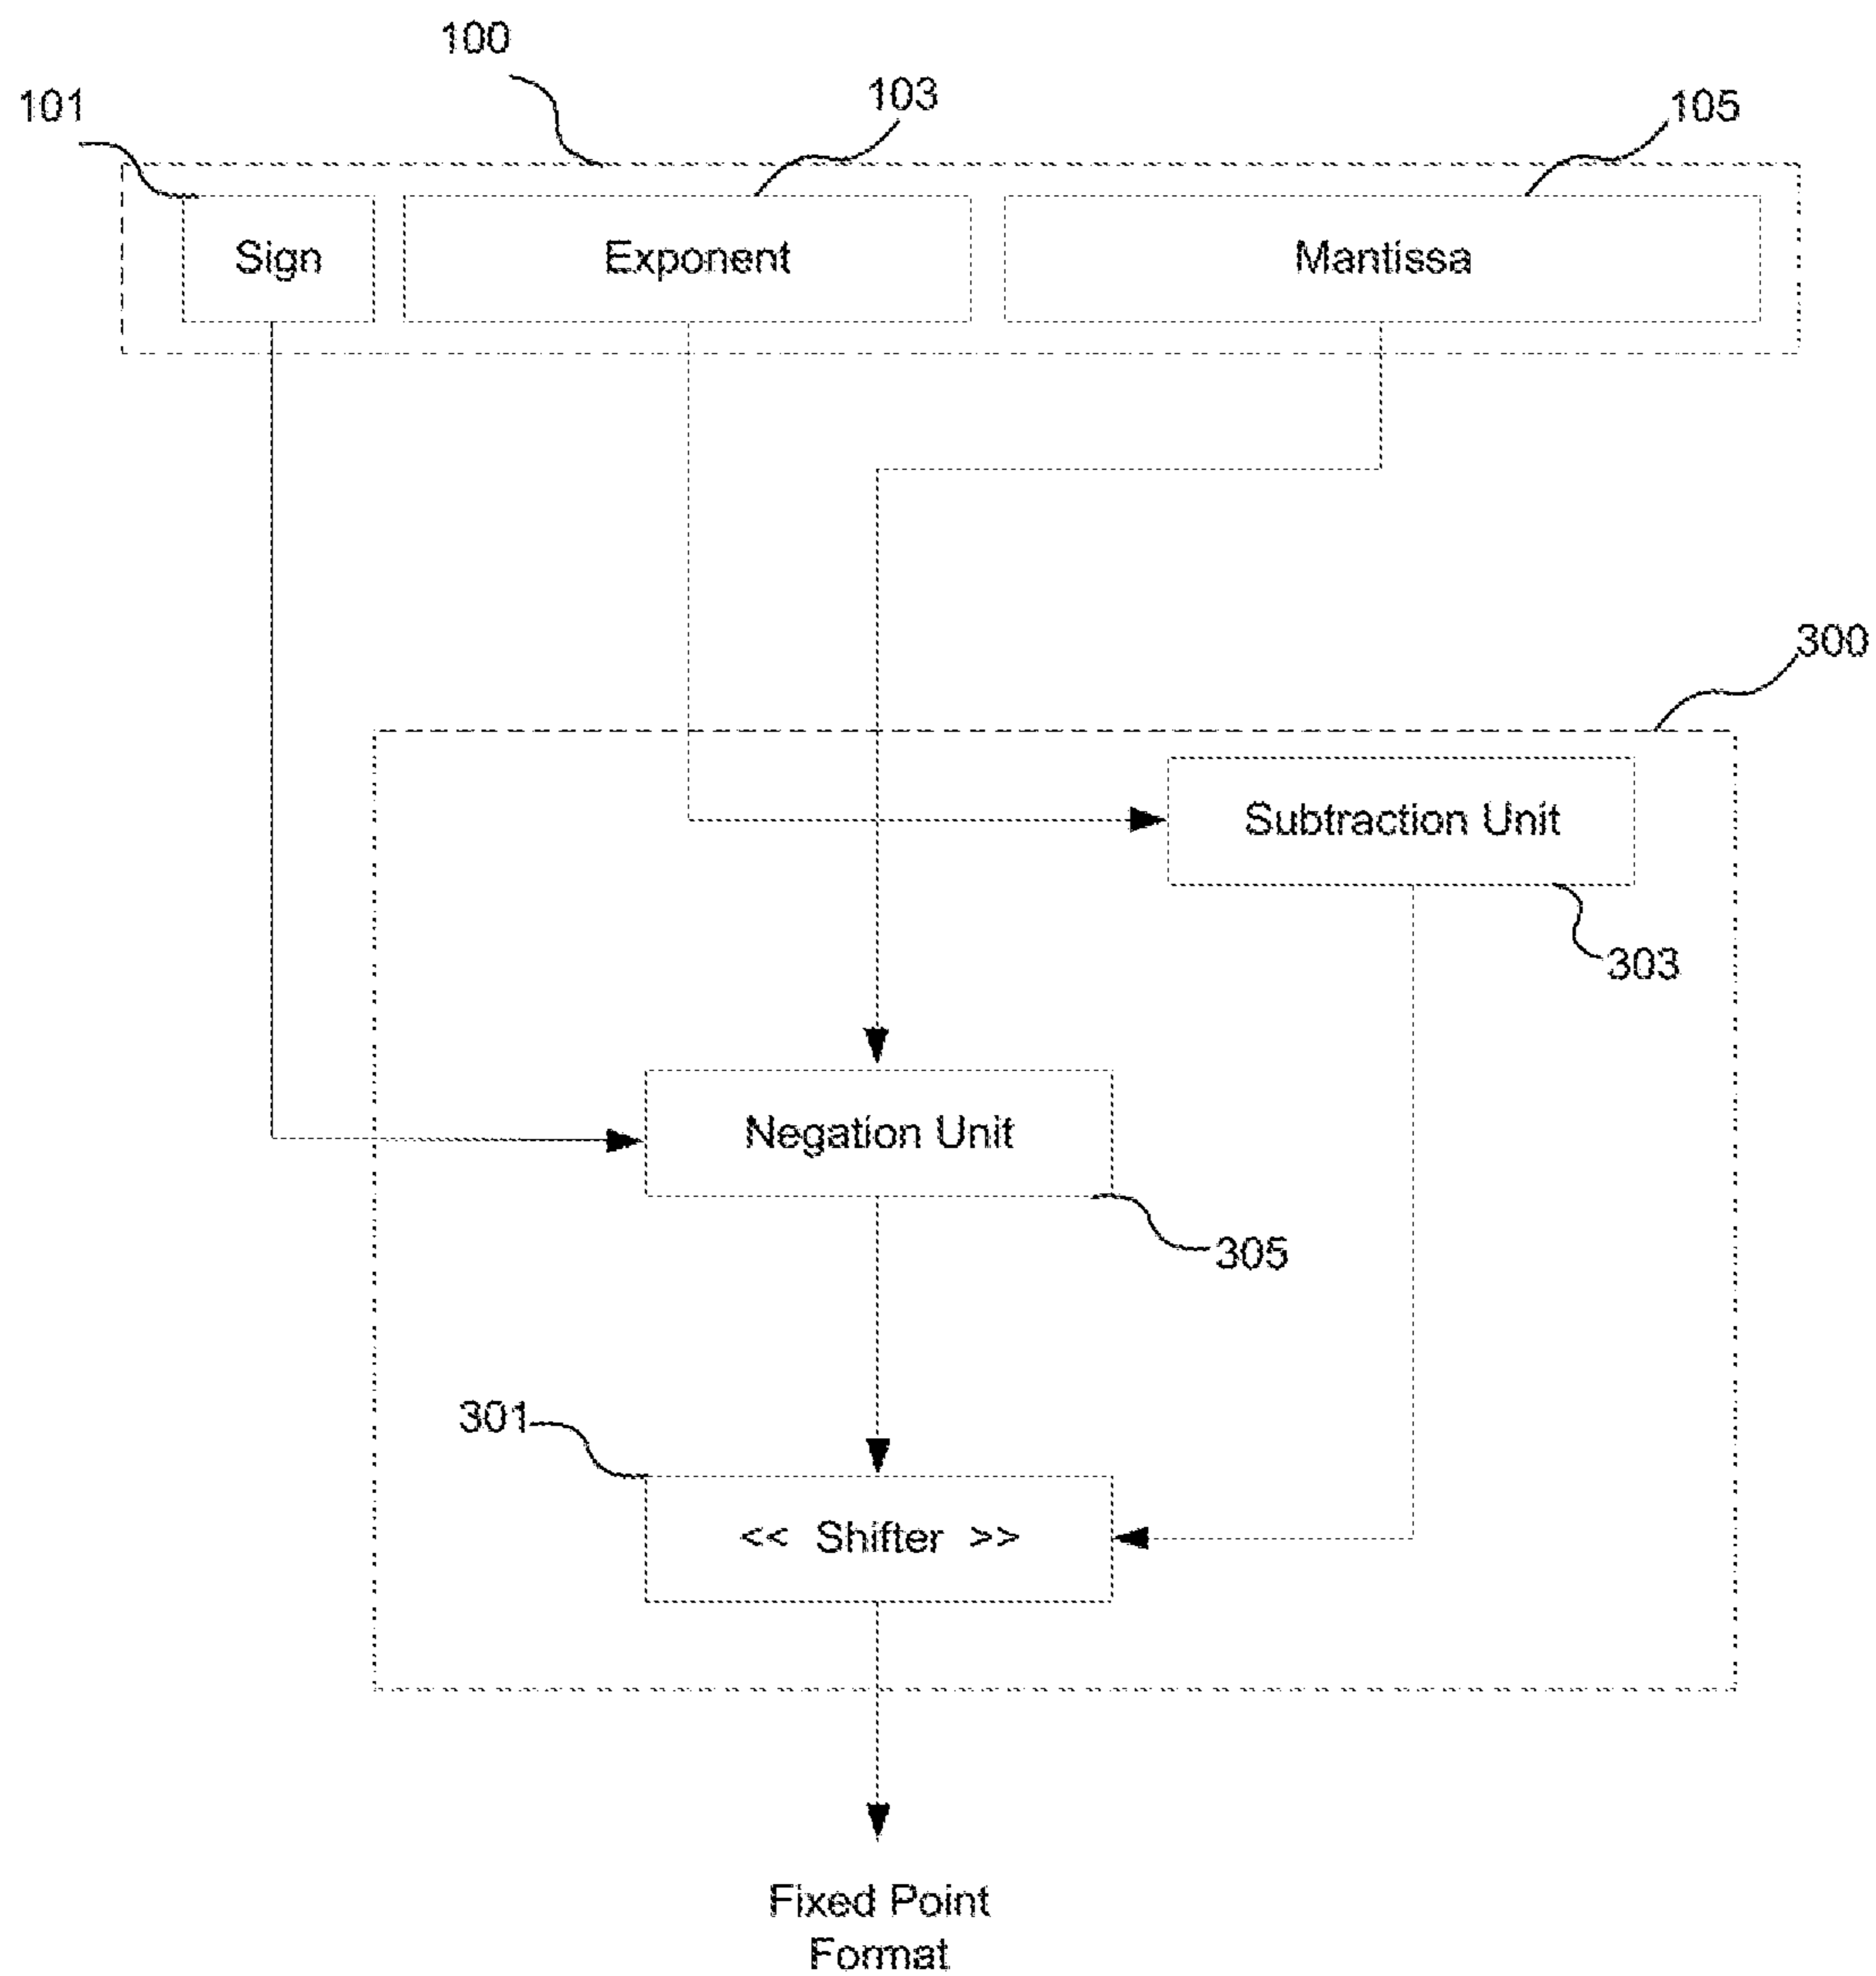 100
101
103
105
Sign
Exponent
Mantissa
300
Subtraction Unit
303
Negation Unit
305
301
<< Shifter >>
Fixed Point
Format